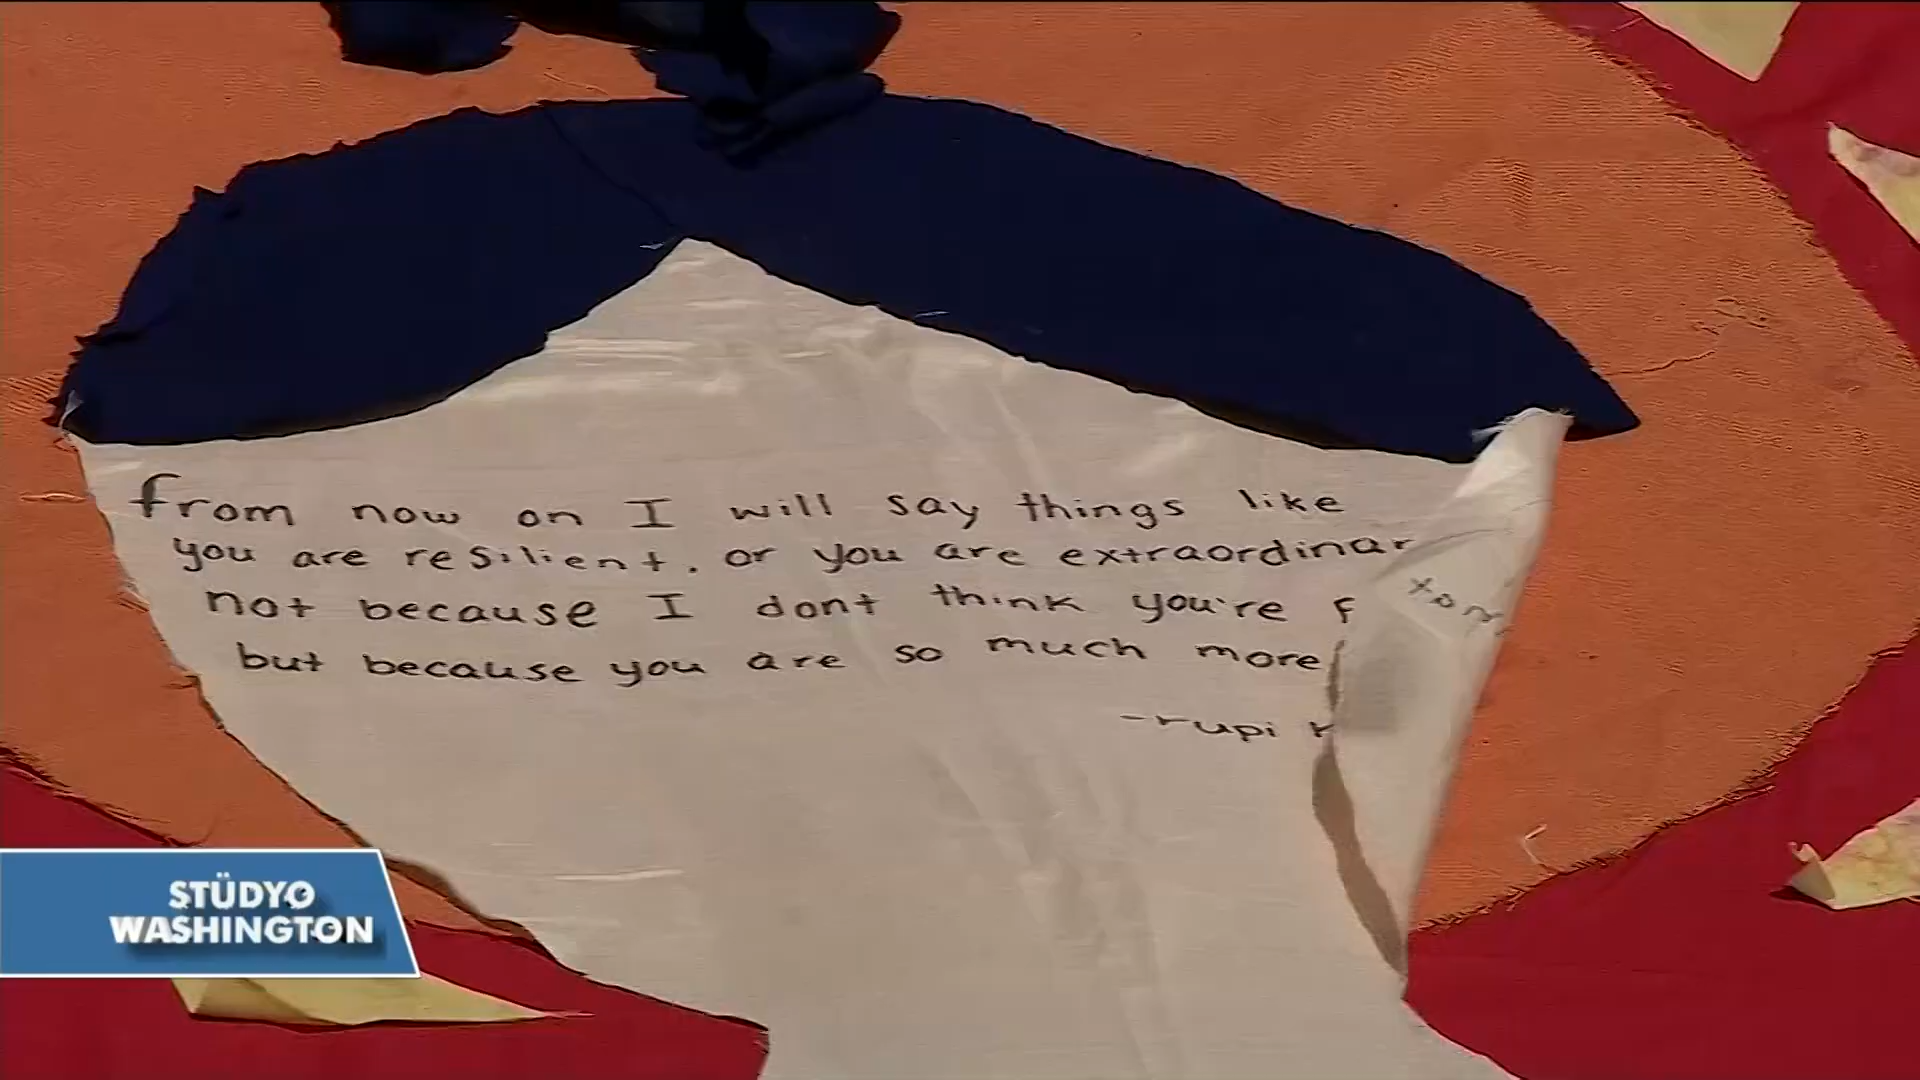 from now on I will say things like
you are resilient. or you are extraordinar
not because I dont think you're
but because you are so much more
-rupi
STÜDYO
WASHINGTON